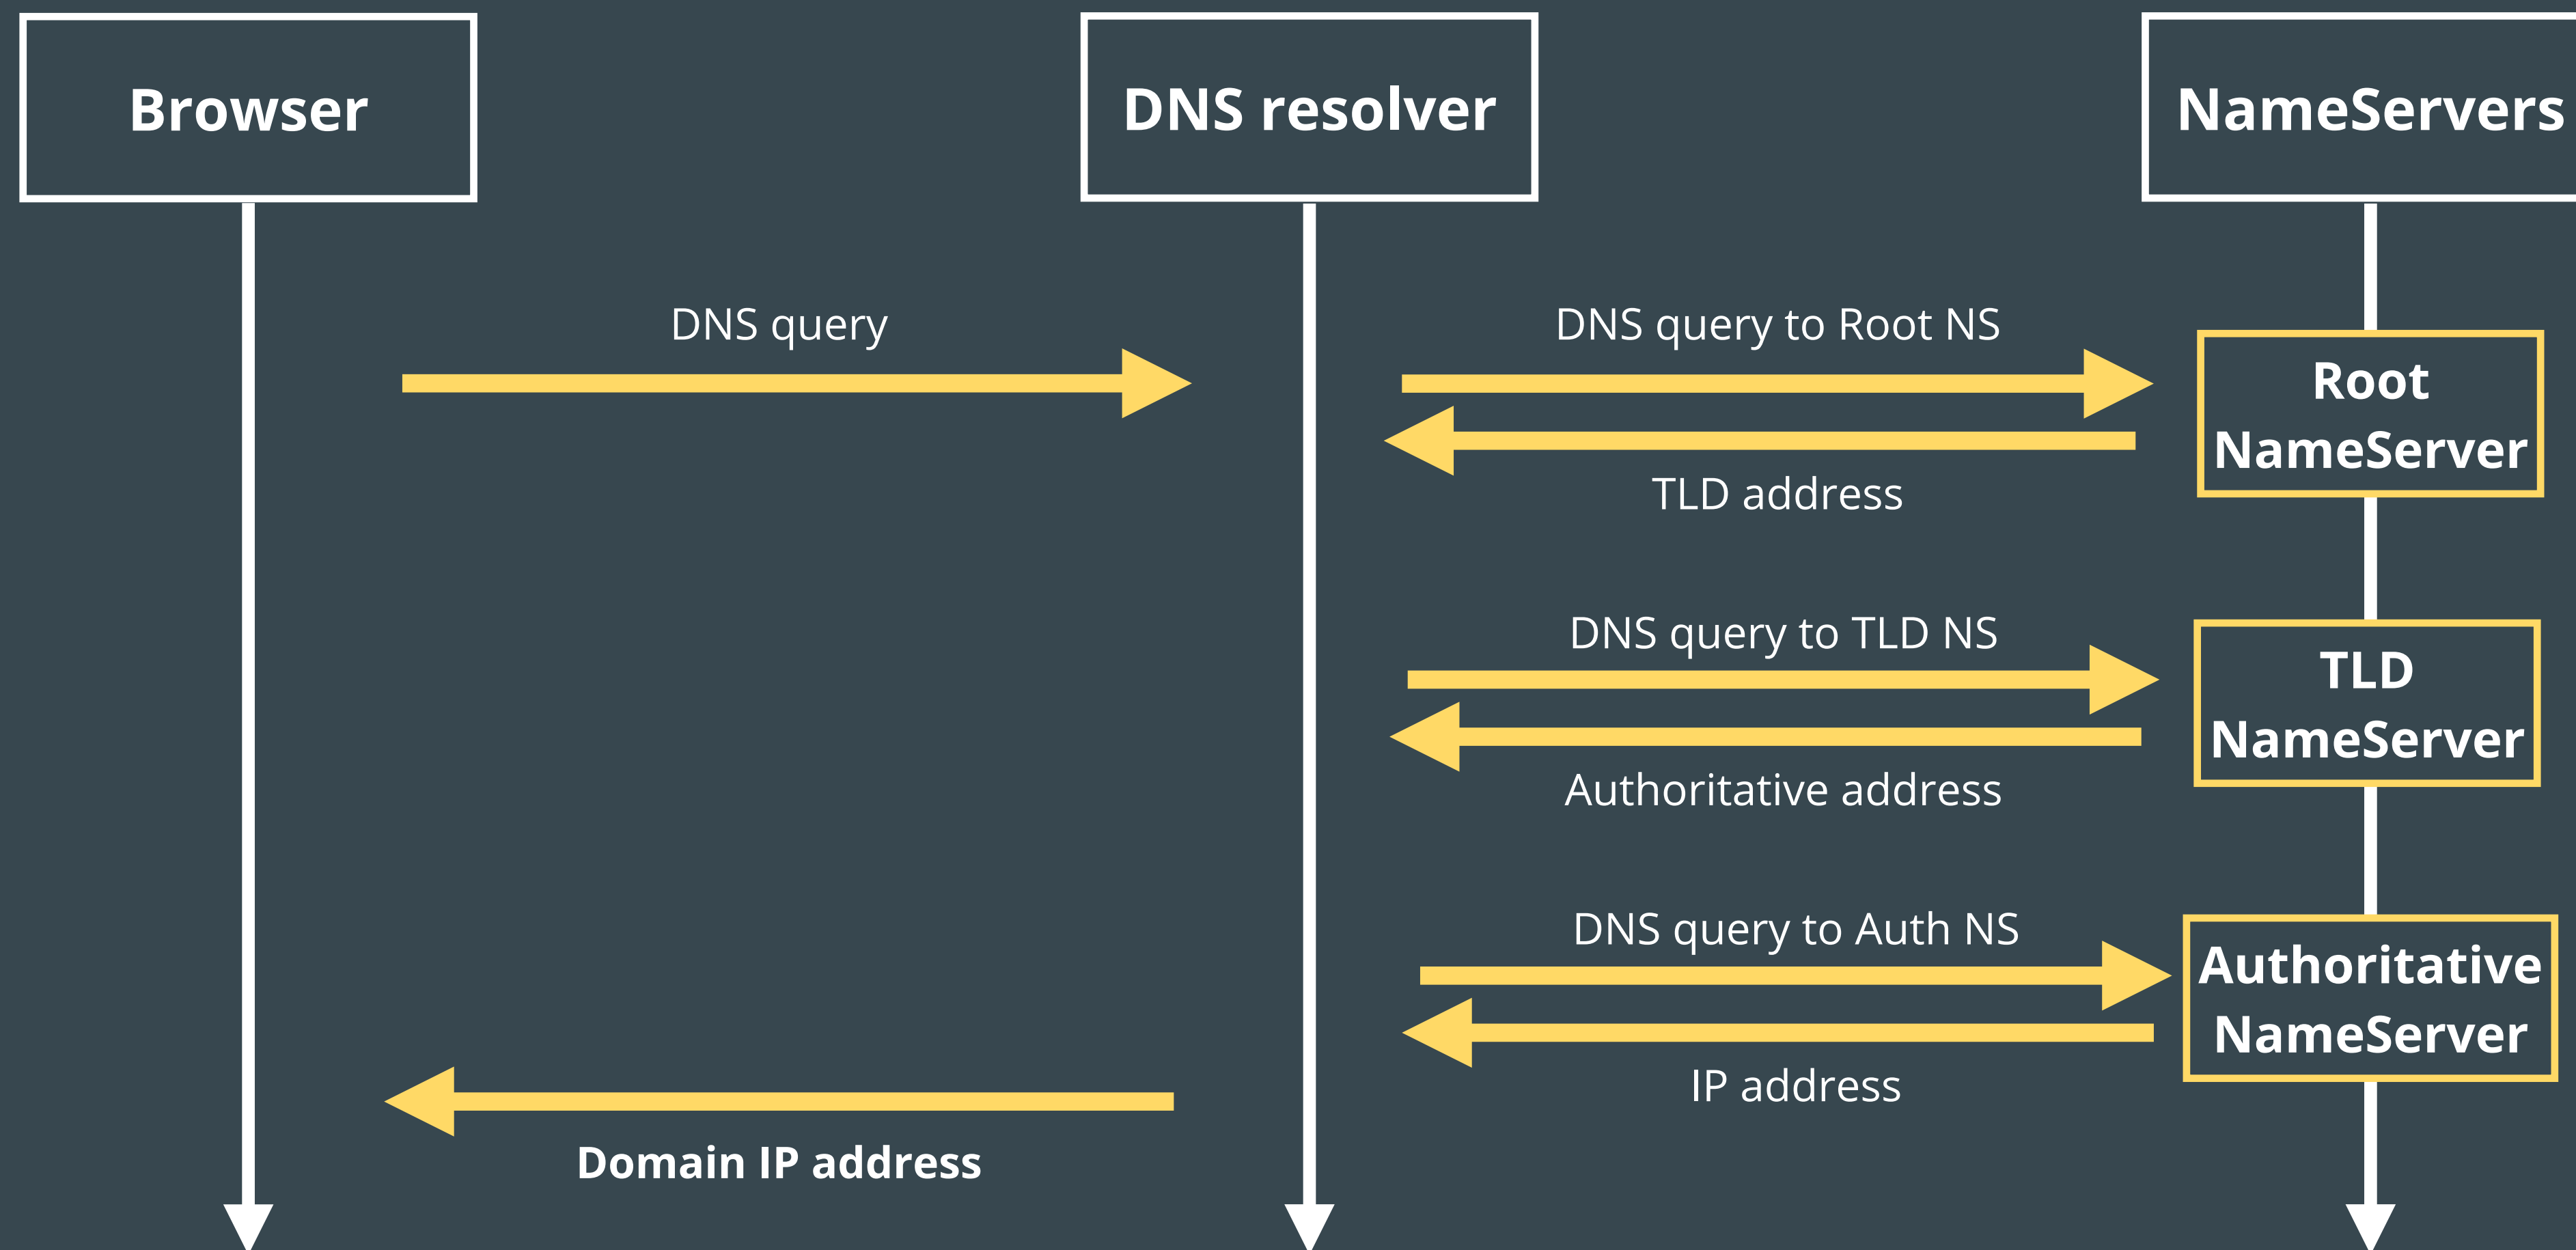 Browser
DNS resolver
NameServers
DNS query
DNS query to Root NS
Root
NameServer
TLD address
DNS query to TLD NS
TLD
NameServer
Authoritative address
DNS query to Auth NS
Authoritative
NameServer
IP address
Domain IP address